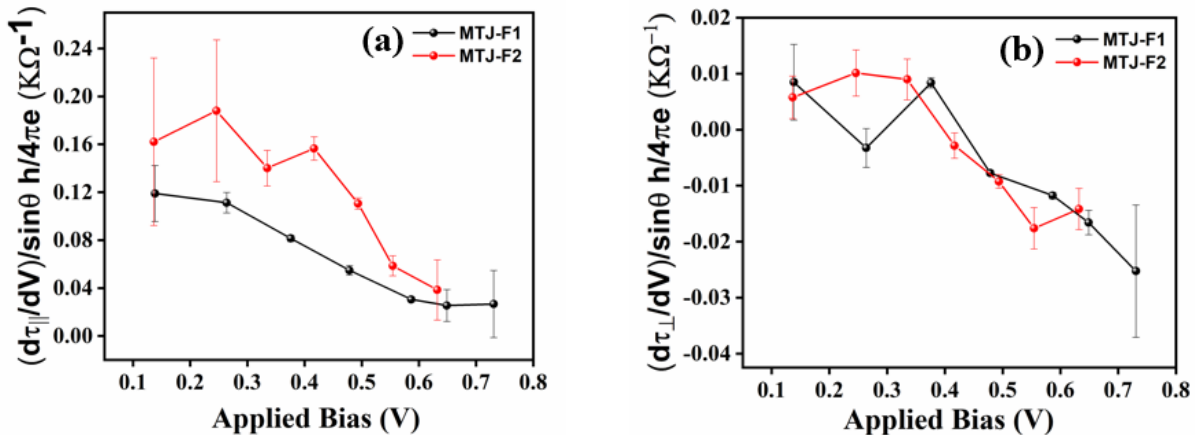 (a)
MTJ-F1
MTJ-F2
(dτ∥/dV)/sinθ h/4πe (KΩ⁻¹)
0.24
0.20
0.16
0.12
0.08
0.04
0.00
0.1 0.2 0.3 0.4 0.5 0.6 0.7 0.8
Applied Bias (V)
(b)
MTJ-F1
MTJ-F2
(dτ⊥/dV)/sinθ h/4πe (KΩ⁻¹)
0.02
0.01
0.00
-0.01
-0.02
-0.03
-0.04
0.1 0.2 0.3 0.4 0.5 0.6 0.7 0.8
Applied Bias (V)